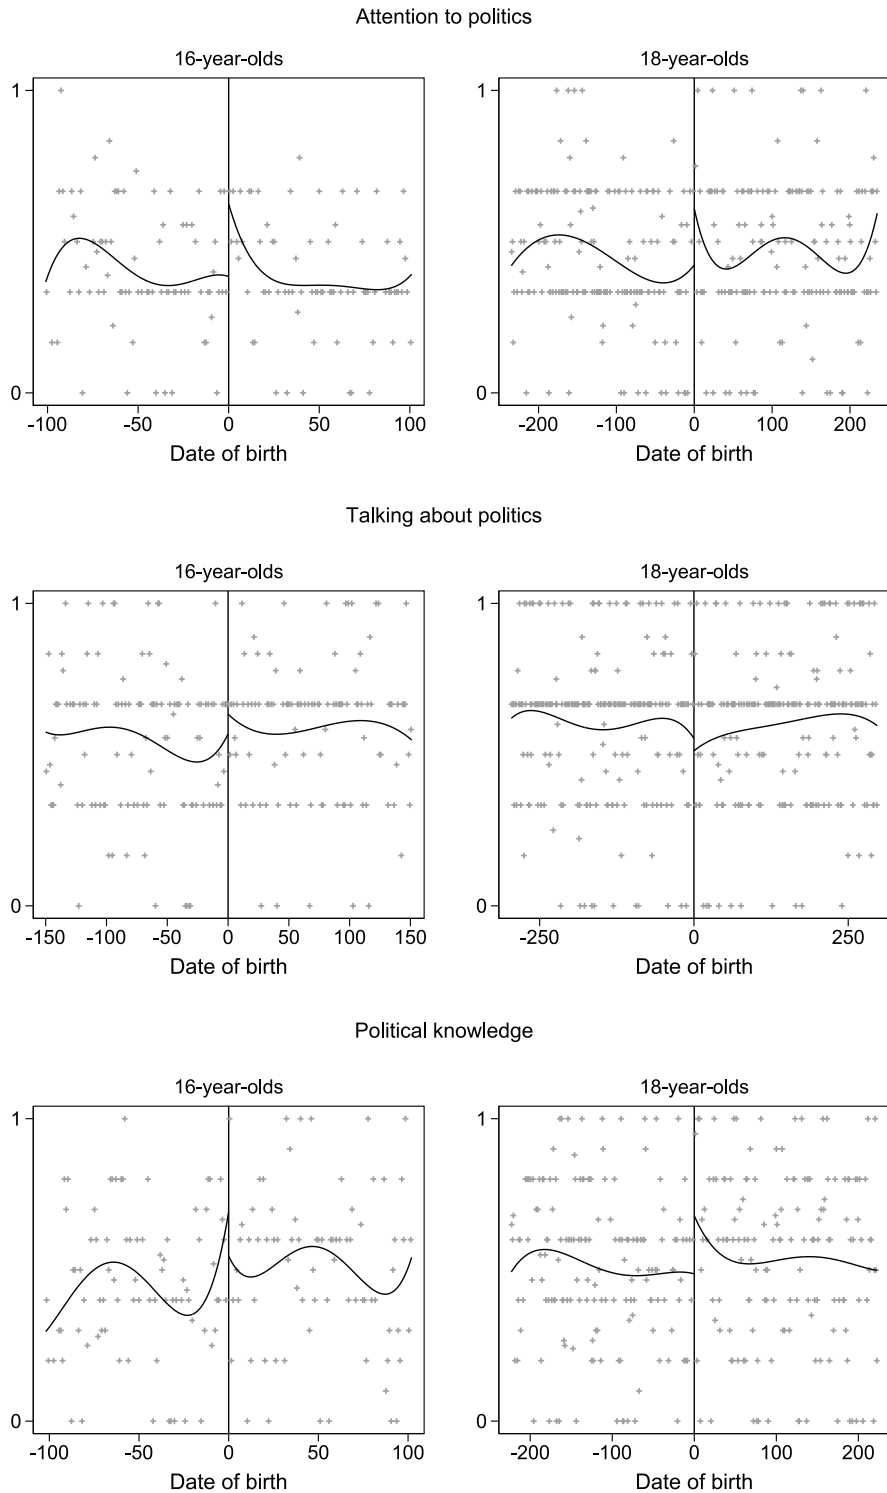 Attention to politics
16-year-olds
18-year-olds
1
0
-100 -50 0 50 100
-200 -100 0 100 200
Date of birth
Date of birth
Talking about politics
16-year-olds
18-year-olds
1
1
0
0
-150 -100 -50 0 50 100 150
-250 0 250
Date of birth
Date of birth
Political knowledge
16-year-olds
18-year-olds
1
1
0
0
-100 -50 0 50 100
-200 -100 0 100 200
Date of birth
Date of birth